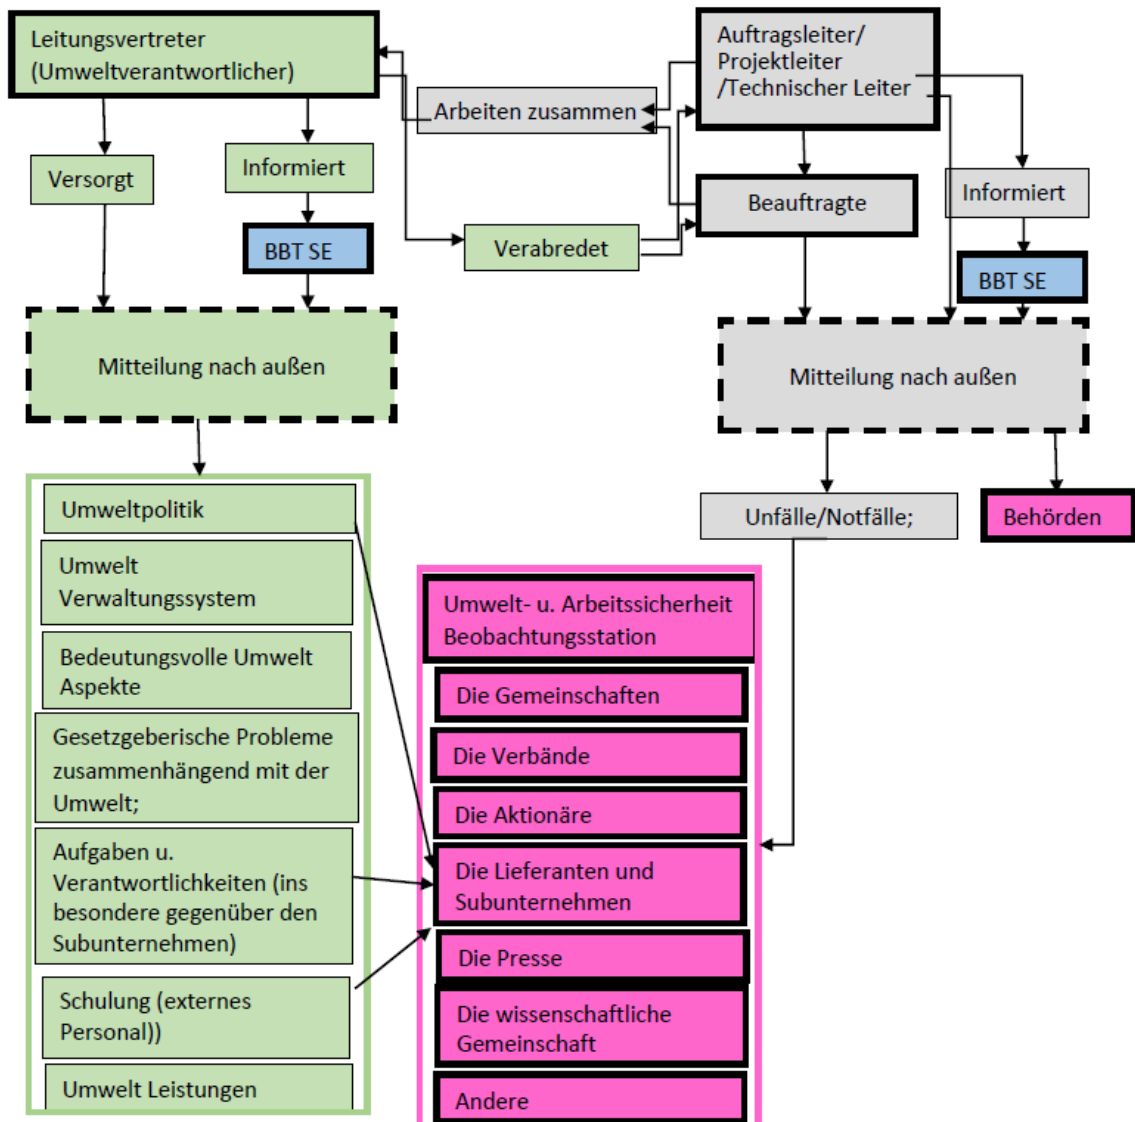 Leitungsvertreter
(Umweltverantwortlicher)
Auftragsleiter/
Projektleiter
/Technischer Leiter
Arbeiten zusammen
Versorgt
Informiert
Beauftragte
Informiert
BBT SE
Verabredet
BBT SE
Mitteilung nach außen
Mitteilung nach außen
Umweltpolitik
Umwelt
Verwaltungssystem
Bedeutungsvolle Umwelt
Aspekte
Gesetzgeberische Probleme
zusammenhängend mit der
Umwelt;
Aufgaben u.
Verantwortlichkeiten (ins
besondere gegenüber den
Subunternehmen)
Schulung (externes
Personal))
Umwelt Leistungen
Unfälle/Notfälle;
Behörden
Umwelt- u. Arbeitssicherheit
Beobachtungsstation
Die Gemeinschaften
Die Verbände
Die Aktionäre
Die Lieferanten und
Subunternehmen
Die Presse
Die wissenschaftliche
Gemeinschaft
Andere